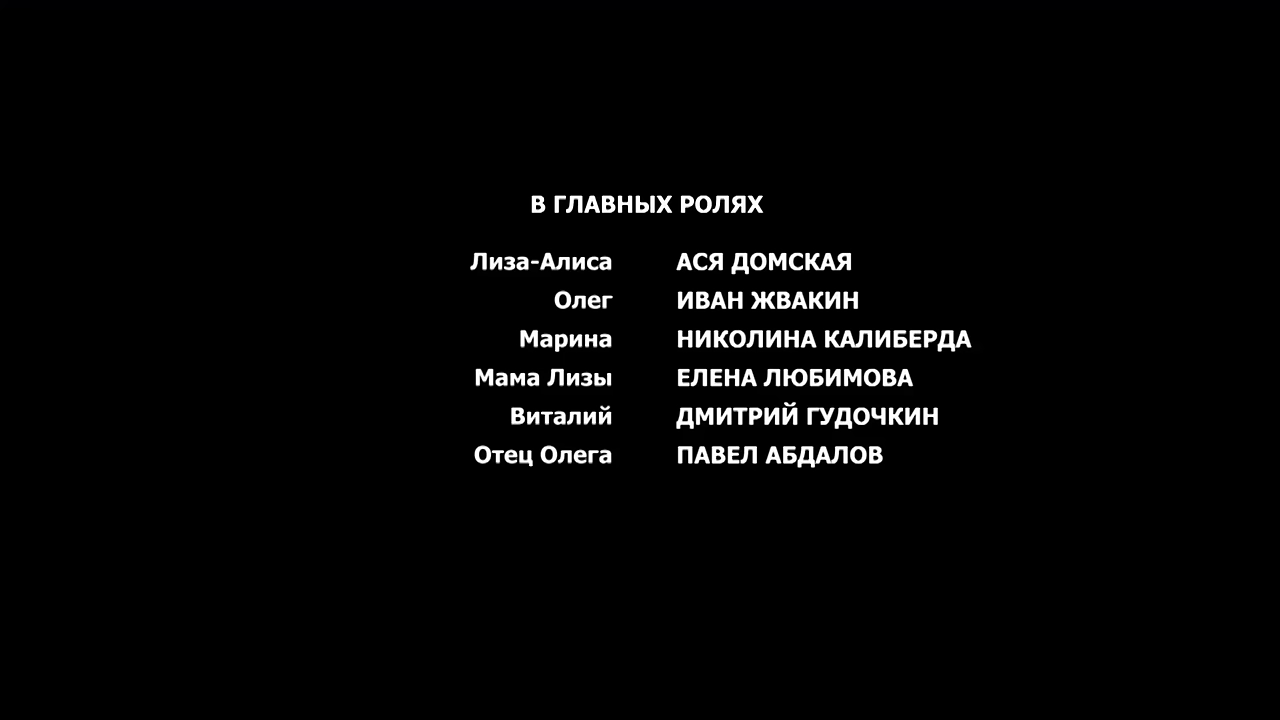 В ГЛАВНЫХ РОЛЯХ
Лиза-Алиса АСЯ ДОМСКАЯ
Олег ИВАН ЖВАКИН
Марина НИКОЛИНА КАЛИБЕРДА
Мама Лизы ЕЛЕНА ЛЮБИМОВА
Виталий ДМИТРИЙ ГУДОЧКИН
Отец Олега ПАВЕЛ АБДАЛОВ